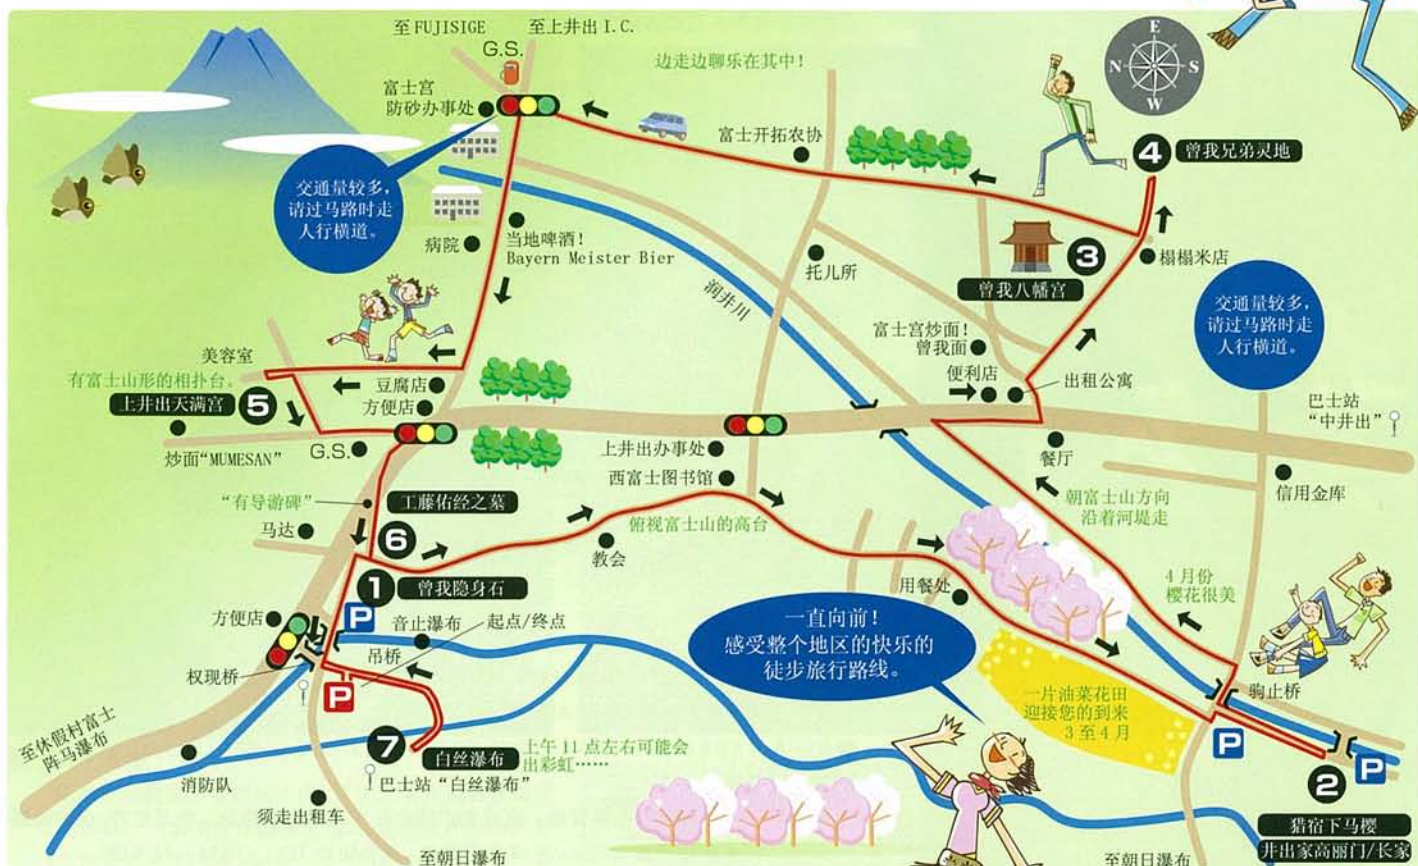 至 FUJISIGE
至上井出 I.C.
G.S.
富士宫
防砂办事处
边走边聊乐在其中！
E
N
S
W
富士开拓农协
4
曾我兄弟灵地
交通量较多，
请过马路时走
人行横道。
病院
当地啤酒！
Bayern Meister Bier
润井川
托儿所
3
曾我八幡宫
榻榻米店
交通量较多，
请过马路时走
人行横道。
富士宫炒面！
曾我面
便利店
出租公寓
美容室
有富士山形的相扑台。
上井出天满宫
5
豆腐店
方便店
炒面“MUMESAN”
G.S.
上井出办事处
西富士图书馆
餐厅
巴士站
“中井出”
信用金库
“有导游碑”
工藤佑经之墓
马达
6
俯视富士山的高台
教会
朝富士山方向
沿着河堤走
1
曾我隐身石
用餐处
4 月份
樱花很美
方便店
P
音止瀑布
起点/终点
吊桥
权现桥
P
一直向前！
感受整个地区的快乐的
徒步旅行路线。
一片油菜花田
迎接您的到来
3 至 4 月
驹止桥
P
P
2
至休假村富士
阵马瀑布
7
白丝瀑布
上午 11 点左右可能会
出彩虹……
巴士站“白丝瀑布”
消防队
须走出租车
猎宿下马樱
井出家高丽门/长家
至朝日瀑布
至朝日瀑布